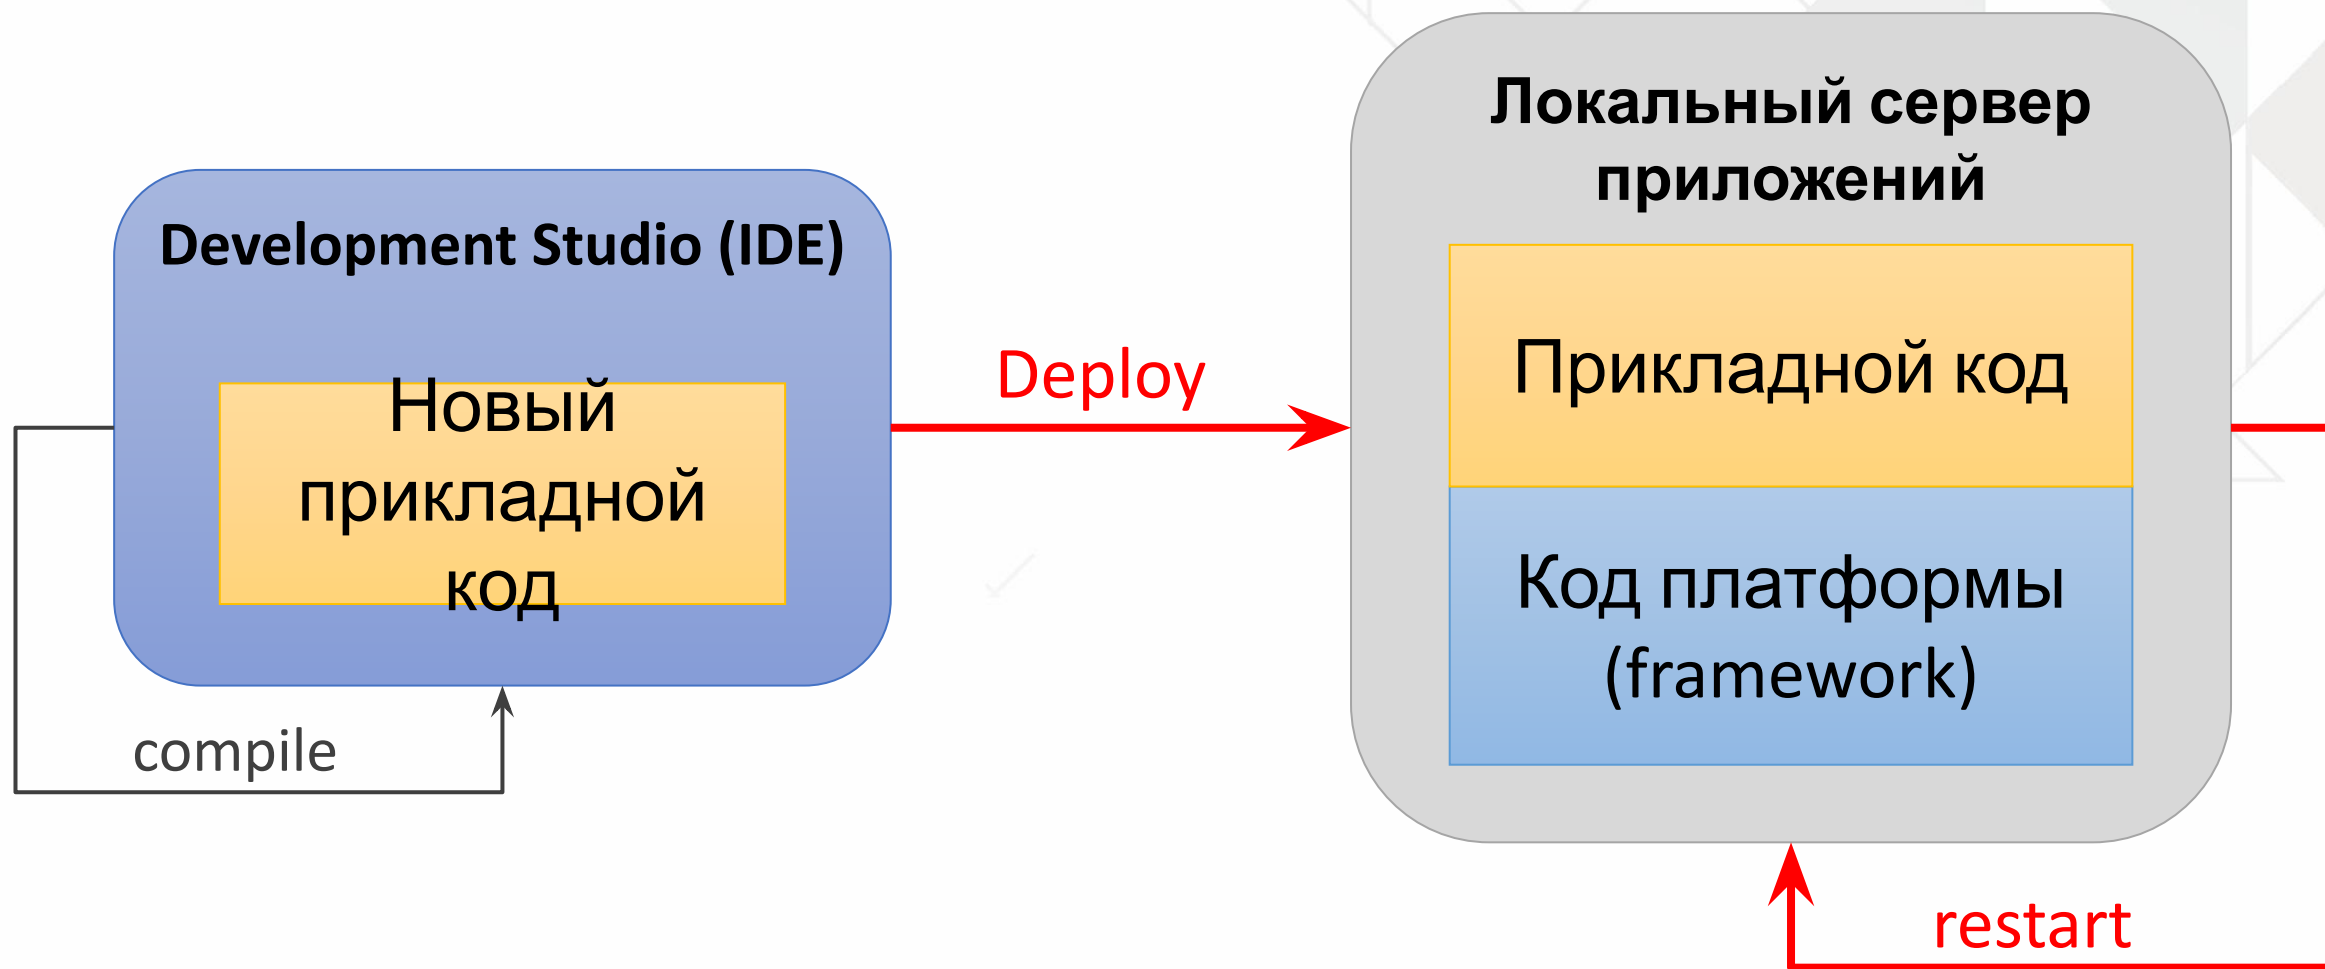 Development Studio (IDE)
Новый
прикладной
код
compile
Deploy
Локальный сервер
приложений
Прикладной код
Код платформы
(framework)
restart